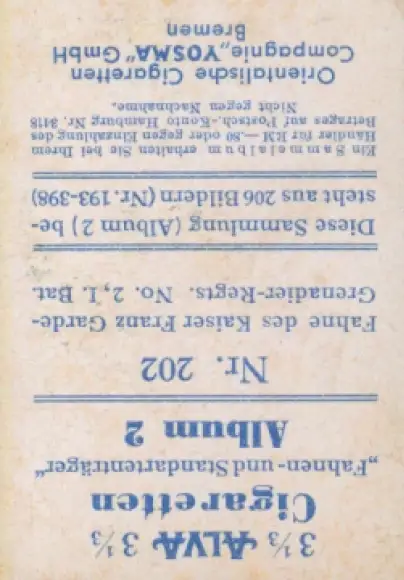 3⅓ ALVA 3⅓
Cigaretten
„Fahnen- und Standartenträger“
Album 2
Nr. 202
Fahne des Kaiser Franz Garde-
Grenadier-Regts. No. 2, I. Bat.
Diese Sammlung (Album 2) be-
steht aus 206 Bildern (Nr. 193-398)
Ein Sammelalbum erhalten Sie bei Ihrem
Händler für RM —.80 oder gegen Einzahlung des
Betrages auf Postsch.-Konto Hamburg Nr. 3418
Nicht gegen Nachnahme.
Orientalische Cigaretten
Compagnie „YOSMA“ GmbH
Bremen